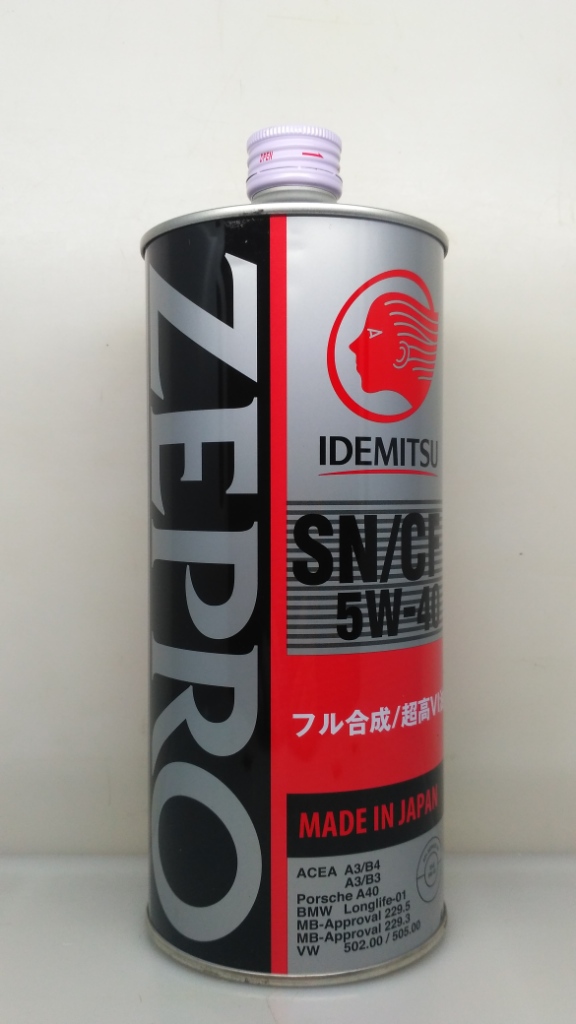 OPEN
ZEPRO
IDEMITSU
SN/CF
5W-40
フル合成/超高VI
MADE IN JAPAN
ACEA A3/B4
A3/B3
Porsche A40
BMW Longlife-01
MB-Approval 229.5
MB-Approval 229.3
VW 502.00 / 505.00